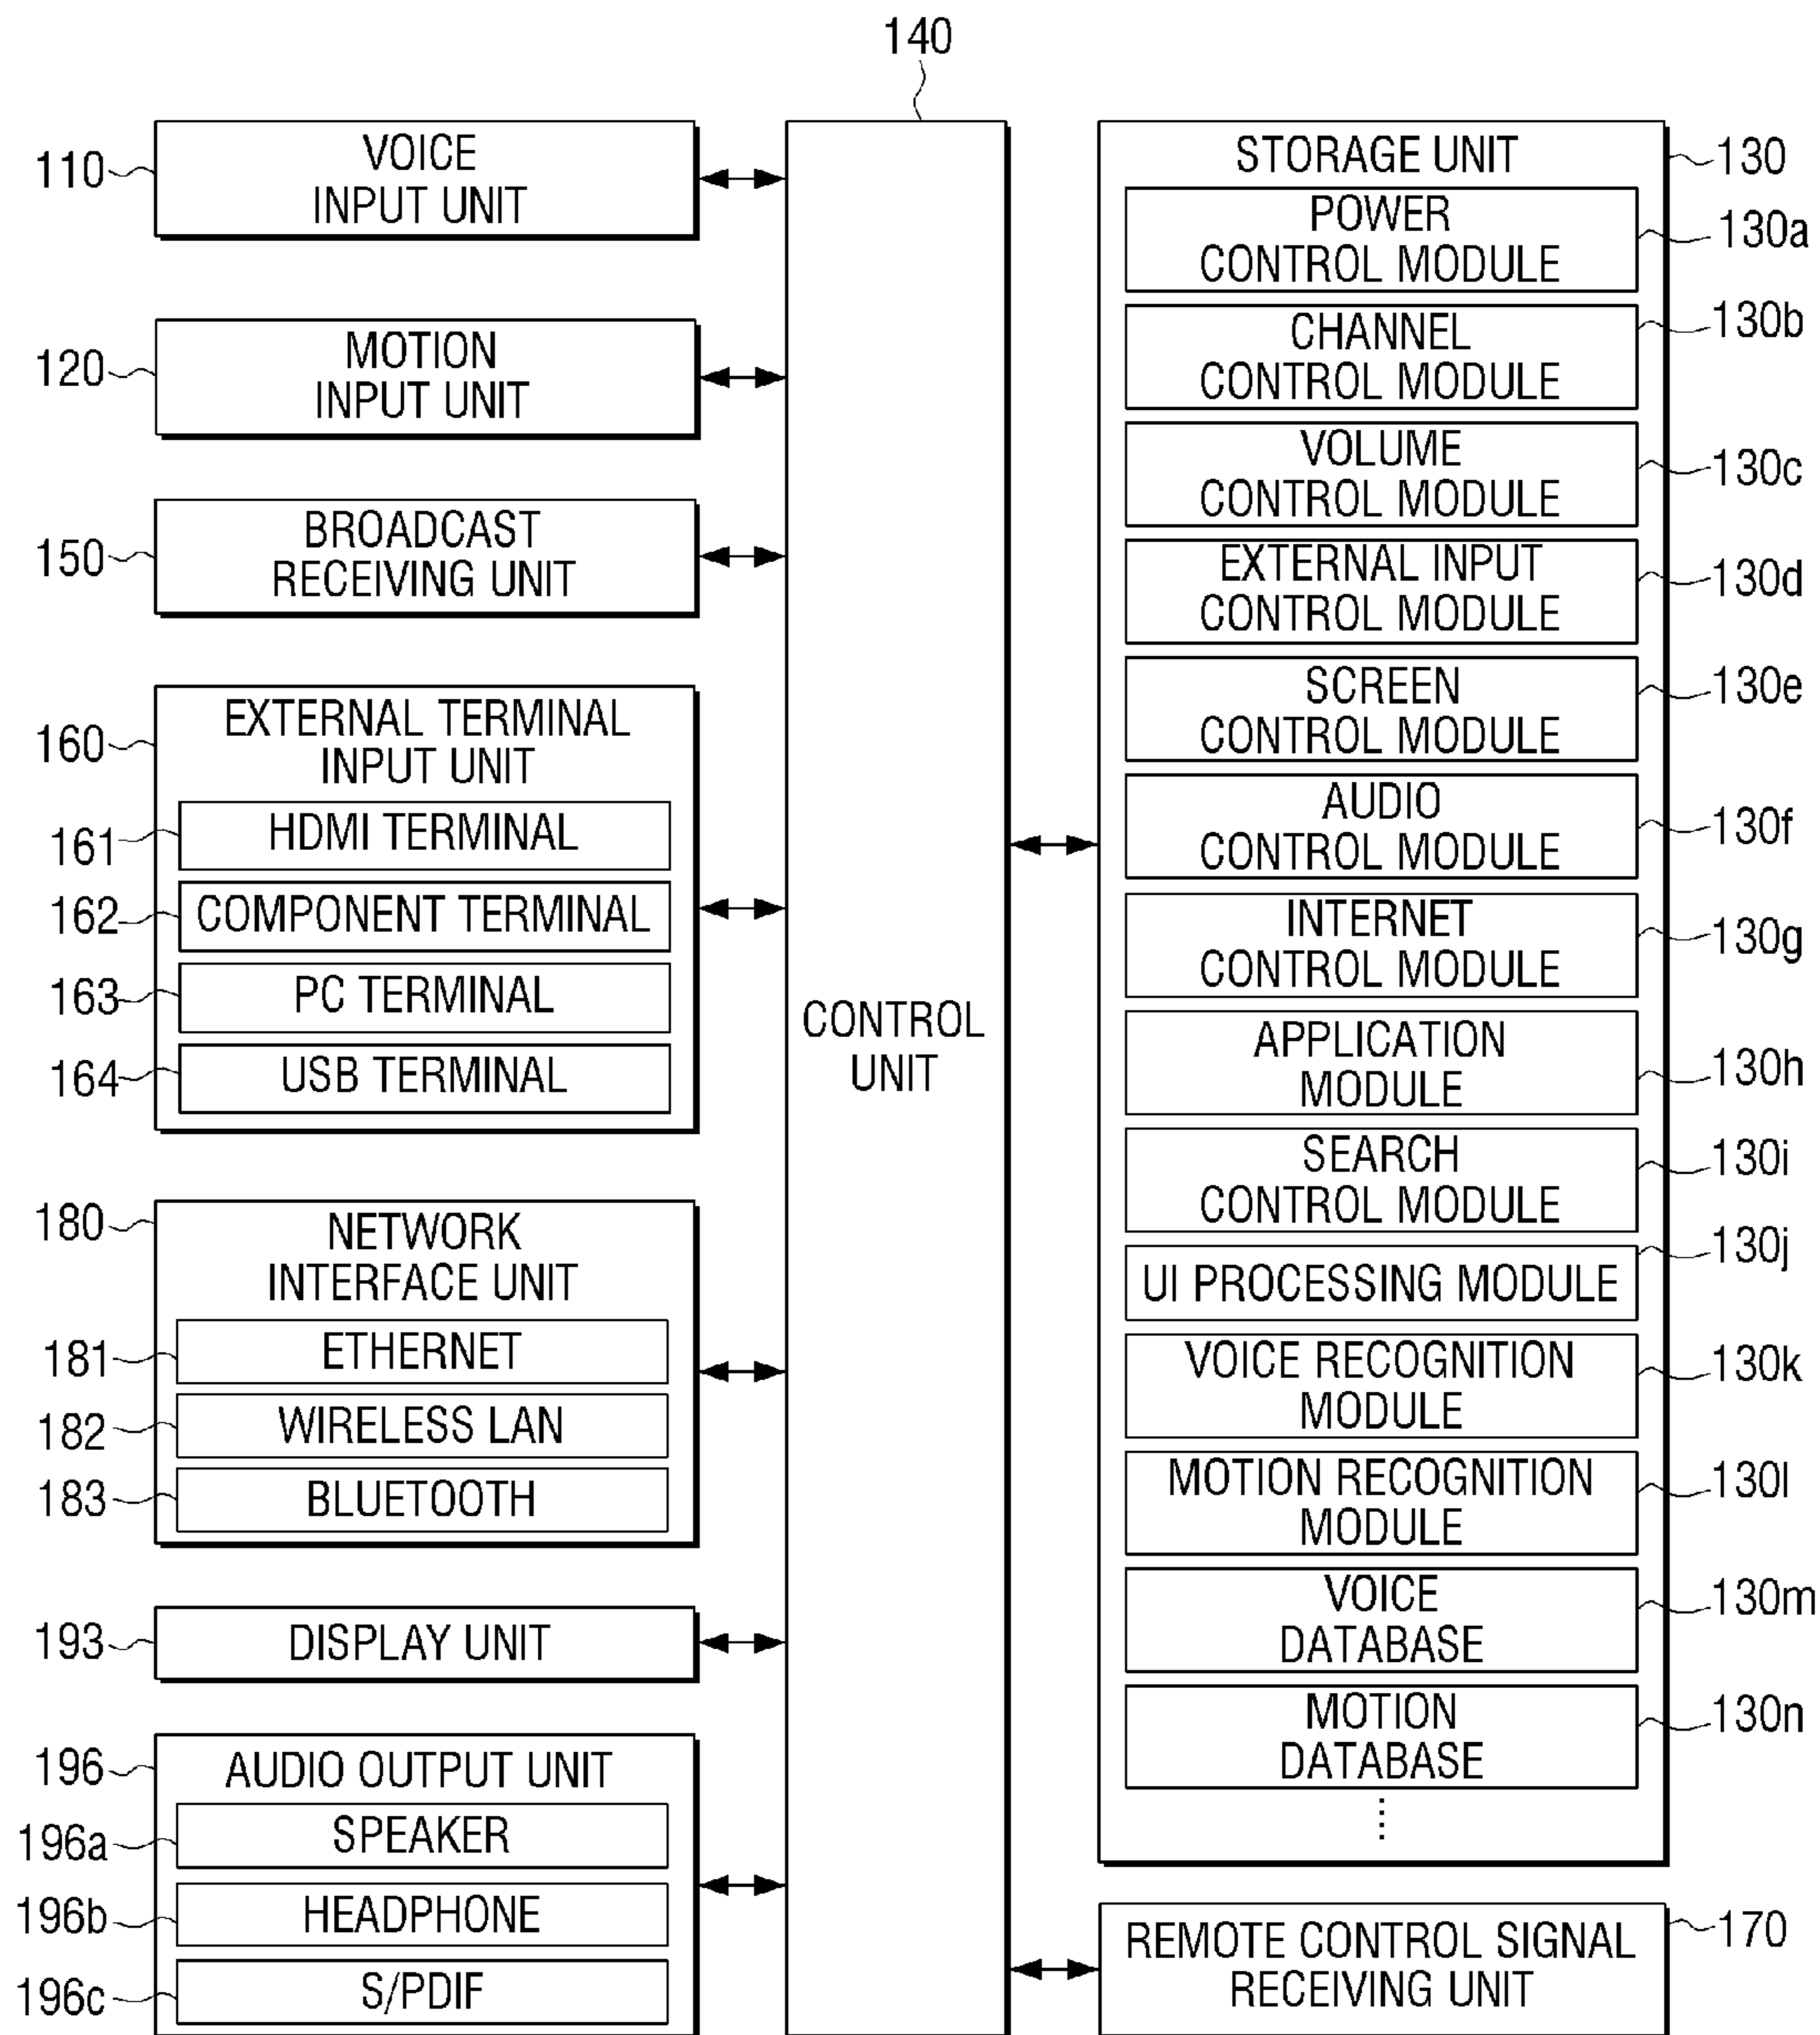 140
110
VOICE
INPUT UNIT
120
MOTION
INPUT UNIT
150
BROADCAST
RECEIVING UNIT
160
EXTERNAL TERMINAL
INPUT UNIT
161
HDMI TERMINAL
162
COMPONENT TERMINAL
163
PC TERMINAL
164
USB TERMINAL
180
NETWORK
INTERFACE UNIT
181
ETHERNET
182
WIRELESS LAN
183
BLUETOOTH
193
DISPLAY UNIT
196
AUDIO OUTPUT UNIT
196a
SPEAKER
196b
HEADPHONE
196c
S/PDIF
CONTROL
UNIT
STORAGE UNIT
130
POWER
CONTROL MODULE
130a
CHANNEL
CONTROL MODULE
130b
VOLUME
CONTROL MODULE
130c
EXTERNAL INPUT
CONTROL MODULE
130d
SCREEN
CONTROL MODULE
130e
AUDIO
CONTROL MODULE
130f
INTERNET
CONTROL MODULE
130g
APPLICATION
MODULE
130h
SEARCH
CONTROL MODULE
130i
UI PROCESSING MODULE
130j
VOICE RECOGNITION
MODULE
130k
MOTION RECOGNITION
MODULE
130l
VOICE
DATABASE
130m
MOTION
DATABASE
130n
REMOTE CONTROL SIGNAL
RECEIVING UNIT
170